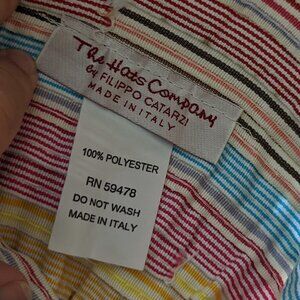 The Hats Company
by FILIPPO CATARZI
MADE IN ITALY
100% POLYESTER
RN 59478
DO NOT WASH
MADE IN ITALY